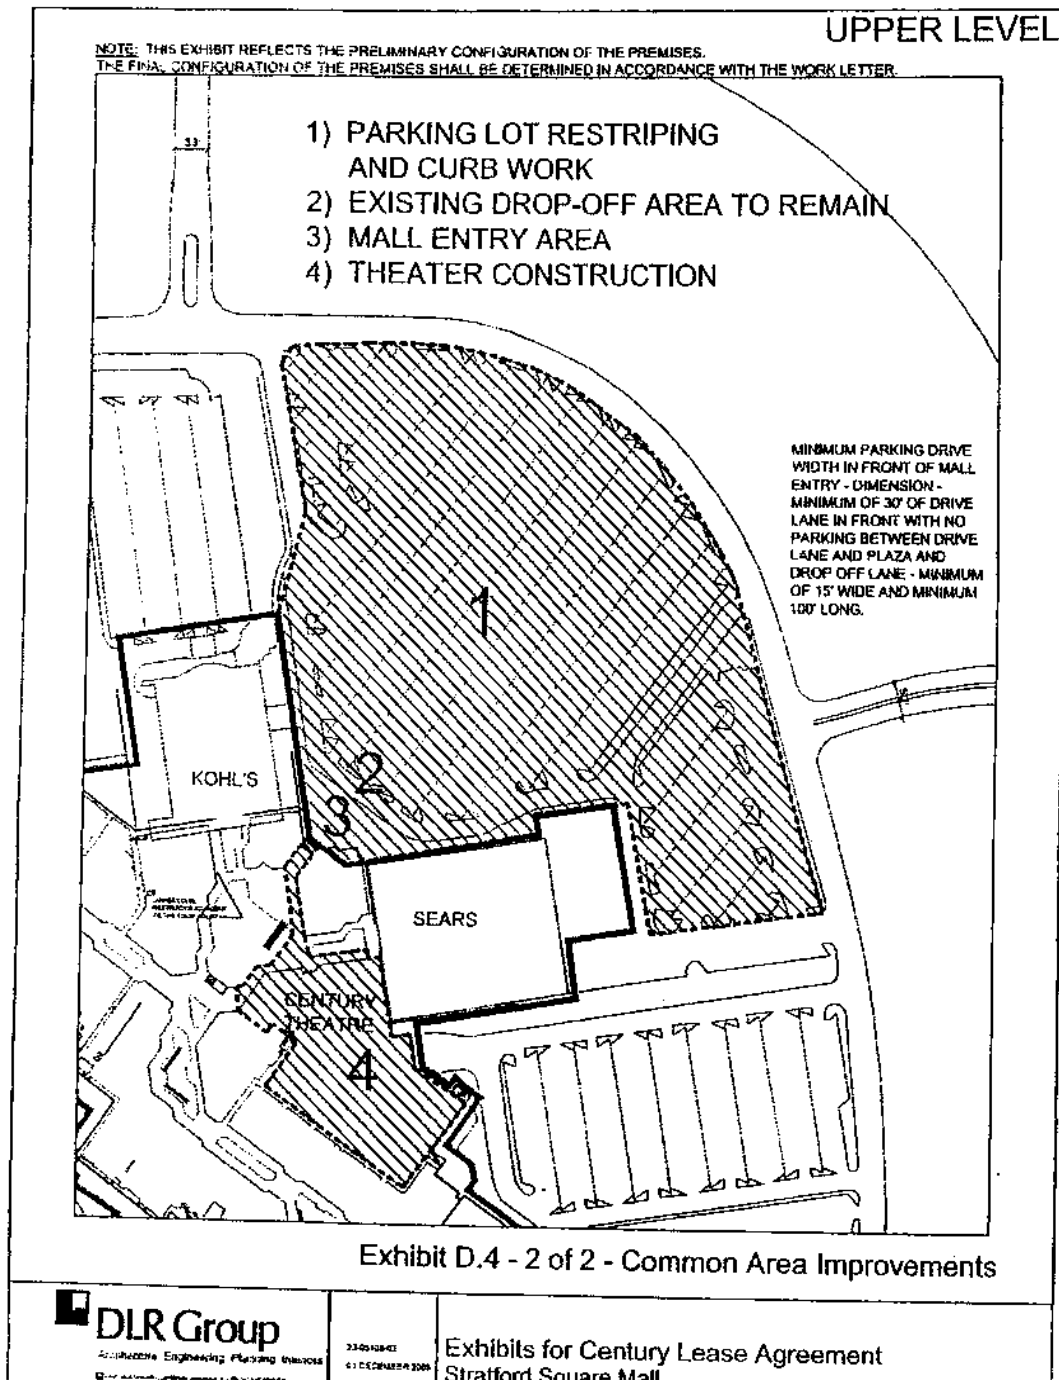 UPPER LEVEL
NOTE: THIS EXHIBIT REFLECTS THE PRELIMINARY CONFIGURATION OF THE PREMISES.
THE FINAL CONFIGURATION OF THE PREMISES SHALL BE DETERMINED IN ACCORDANCE WITH THE WORK LETTER.
33'
1) PARKING LOT RESTRIPING
AND CURB WORK
2) EXISTING DROP-OFF AREA TO REMAIN
3) MALL ENTRY AREA
4) THEATER CONSTRUCTION
MINIMUM PARKING DRIVE
WIDTH IN FRONT OF MALL
ENTRY - DIMENSION -
MINIMUM OF 30' OF DRIVE
LANE IN FRONT WITH NO
PARKING BETWEEN DRIVE
LANE AND PLAZA AND
DROP OFF LANE - MINIMUM
OF 15' WIDE AND MINIMUM
100' LONG.
1
2
3
KOHL'S
SEARS
CENTURY
THEATRE
4
Exhibit D.4 - 2 of 2 - Common Area Improvements
DLR Group
Architecture Engineering Planning Interiors
Exhibits for Century Lease Agreement
Stratford Square Mall